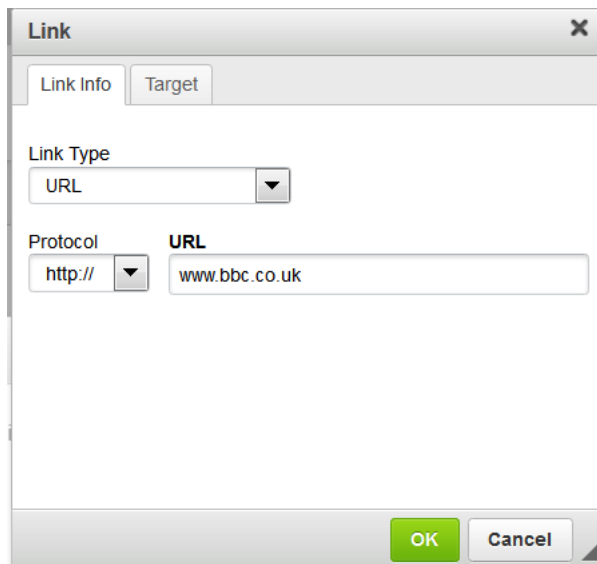 Link
Link Info Target
Link Type
URL
Protocol URL
http:// www.bbc.co.uk
OK Cancel